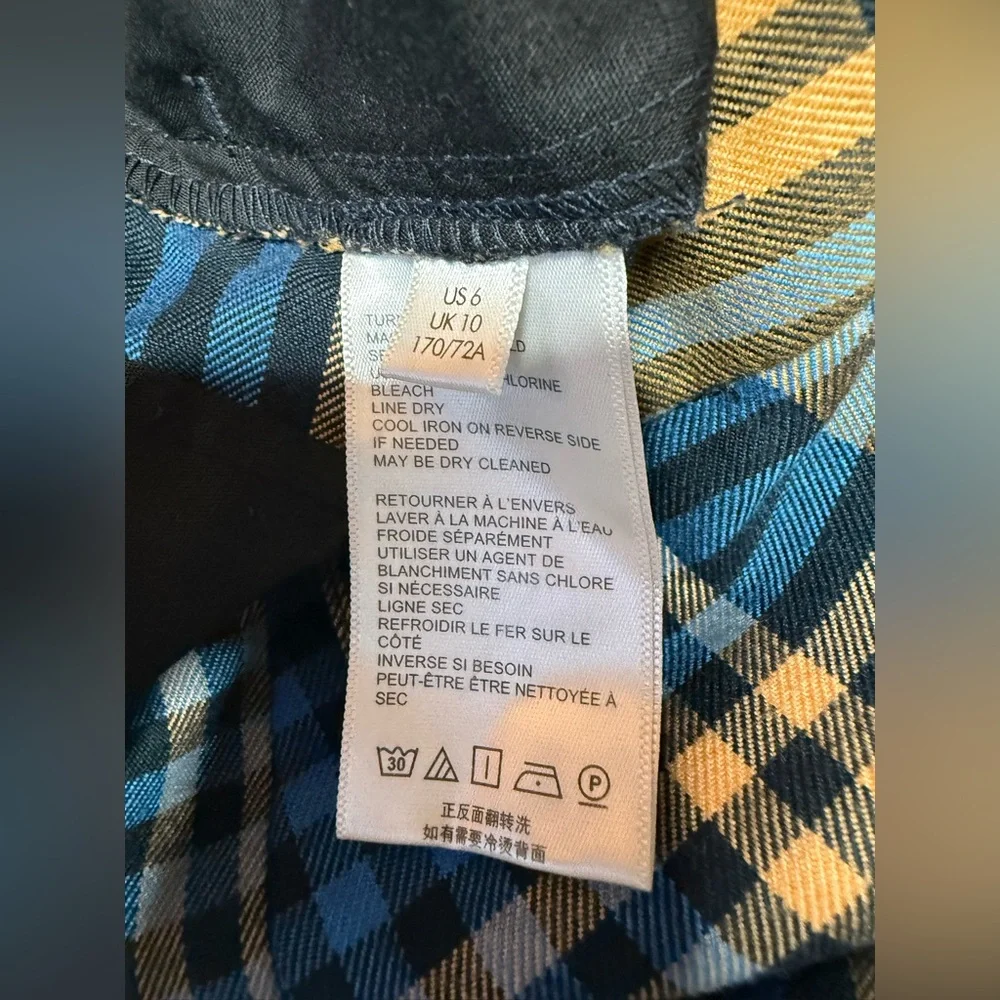 US 6
UK 10
170/72A
BLEACH
LINE DRY
COOL IRON ON REVERSE SIDE
IF NEEDED
MAY BE DRY CLEANED
RETOURNER À L'ENVERS
LAVER À LA MACHINE À L'EAU
FROIDE SÉPARÉMENT
UTILISER UN AGENT DE
BLANCHIMENT SANS CHLORE
SI NÉCESSAIRE
LIGNE SEC
REFROIDIR LE FER SUR LE
CÔTÉ
INVERSE SI BESOIN
PEUT-ÊTRE ÊTRE NETTOYÉE À
SEC
30 P
正反面翻转洗
如有需要冷烫背面